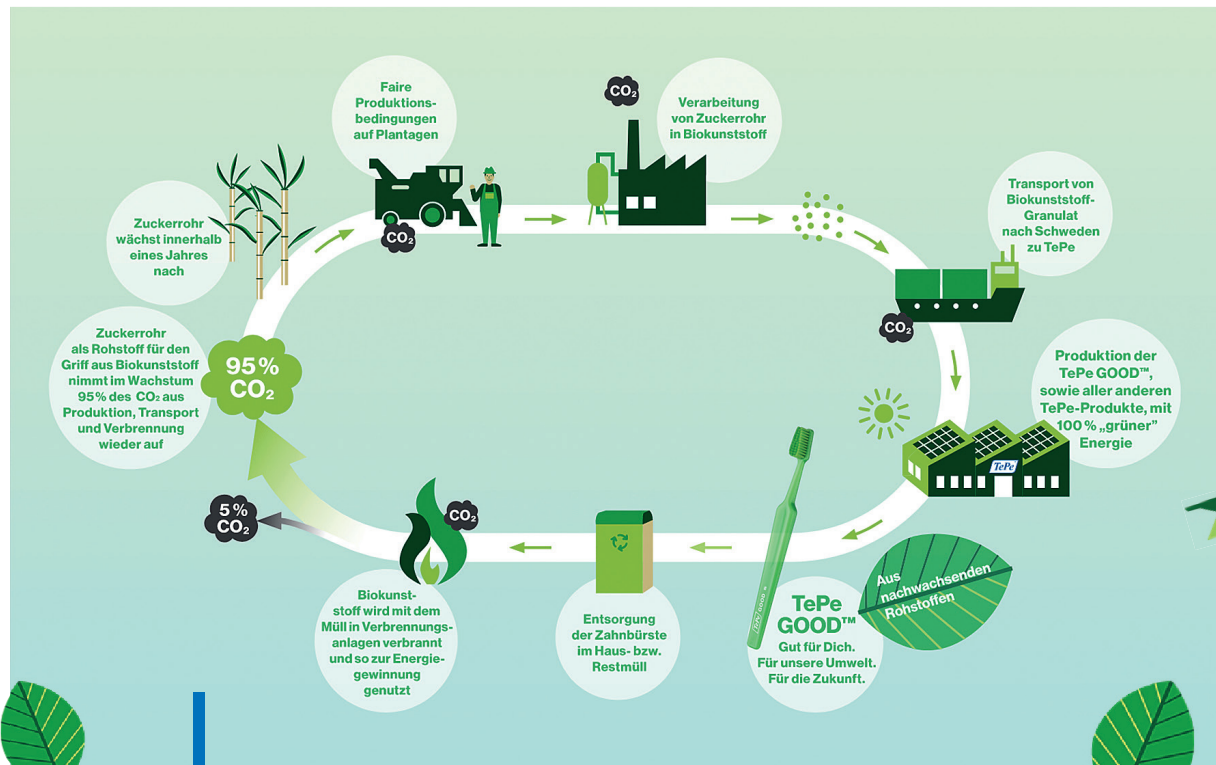 Faire
Produktions-
bedingungen
auf Plantagen
CO₂
CO₂
Verarbeitung
von Zuckerrohr
in Biokunststoff
Transport von
Biokunststoff-
Granulat
nach Schweden
zu TePe
CO₂
Produktion der
TePe GOOD™,
sowie aller anderen
TePe-Produkte, mit
100 % „grüner”
Energie
TePe
Aus
nachwachsenden
Rohstoffen
TePe GOOD
TePe
GOOD™
Gut für Dich.
Für unsere Umwelt.
Für die Zukunft.
Entsorgung
der Zahnbürste
im Haus- bzw.
Restmüll
CO₂
Biokunst-
stoff wird mit dem
Müll in Verbrennungs-
anlagen verbrannt
und so zur Energie-
gewinnung
genutzt
5 %
CO₂
95 %
CO₂
Zuckerrohr
als Rohstoff für den
Griff aus Biokunststoff
nimmt im Wachstum
95% des CO₂ aus
Produktion, Transport
und Verbrennung
wieder auf
Zuckerrohr
wächst innerhalb
eines Jahres
nach